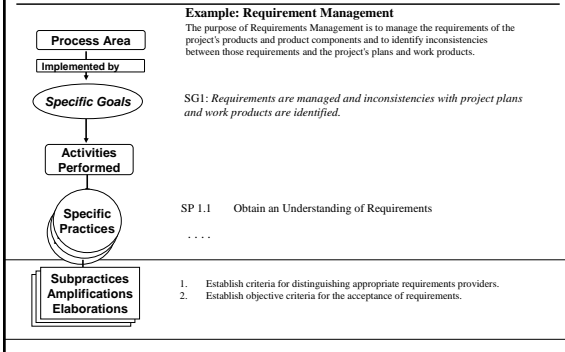 Example: Requirement Management
The purpose of Requirements Management is to manage the requirements of the
project's products and product components and to identify inconsistencies
between those requirements and the project's plans and work products.
Process Area
Implemented by
Specific Goals
SG1: Requirements are managed and inconsistencies with project plans
and work products are identified.
Activities
Performed
Specific
Practices
SP 1.1 Obtain an Understanding of Requirements
. . . .
Subpractices
Amplifications
Elaborations
1. Establish criteria for distinguishing appropriate requirements providers.
2. Establish objective criteria for the acceptance of requirements.